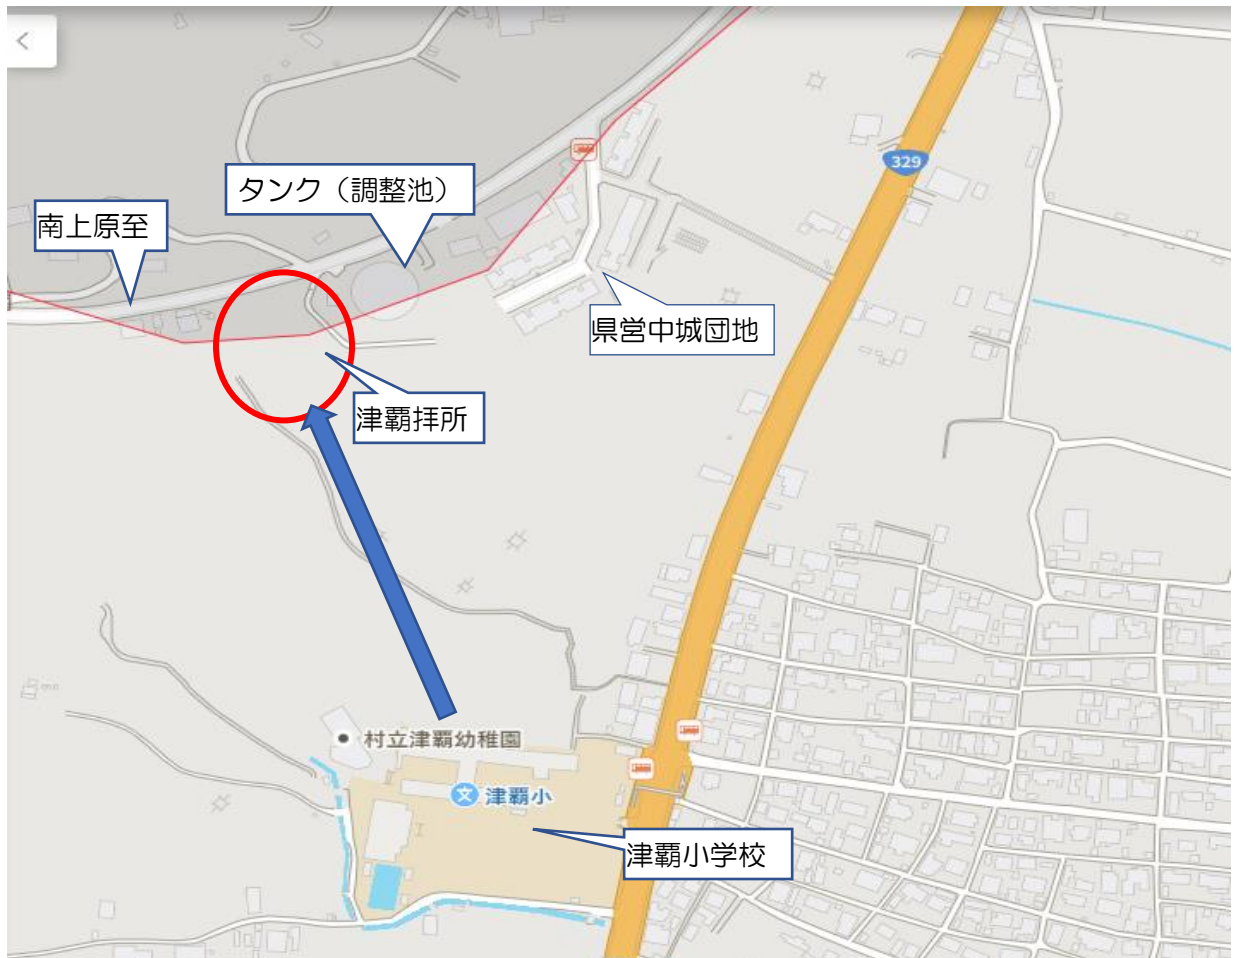 329
タンク（調整池）
南上原至
県営中城団地
津覇拝所
村立津覇幼稚園
文 津覇小
津覇小学校